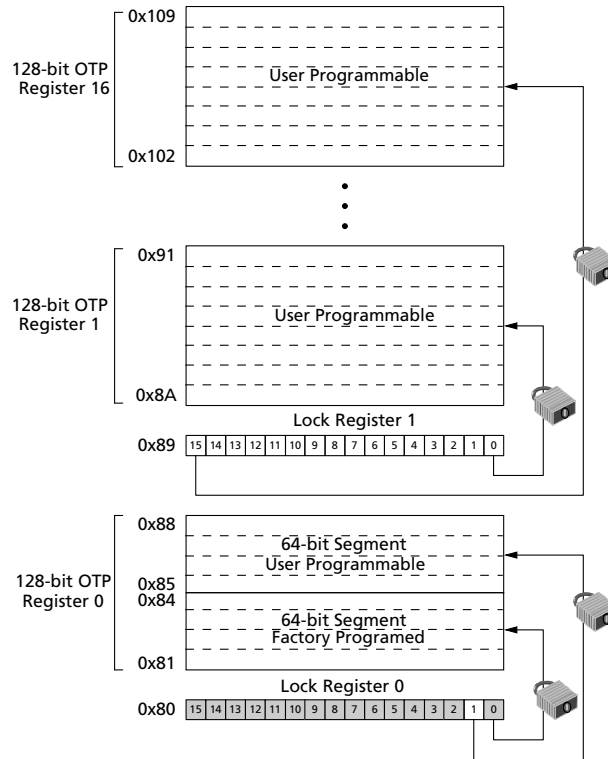 0x109
128-bit OTP
Register 16
User Programmable
0x102
0x91
128-bit OTP
Register 1
User Programmable
0x8A
Lock Register 1
0x89
15 14 13 12 11 10 9 8 7 6 5 4 3 2 1 0
0x88
64-bit Segment
User Programmable
128-bit OTP
Register 0
0x85
0x84
64-bit Segment
Factory Programed
0x81
Lock Register 0
0x80
15 14 13 12 11 10 9 8 7 6 5 4 3 2 1 0